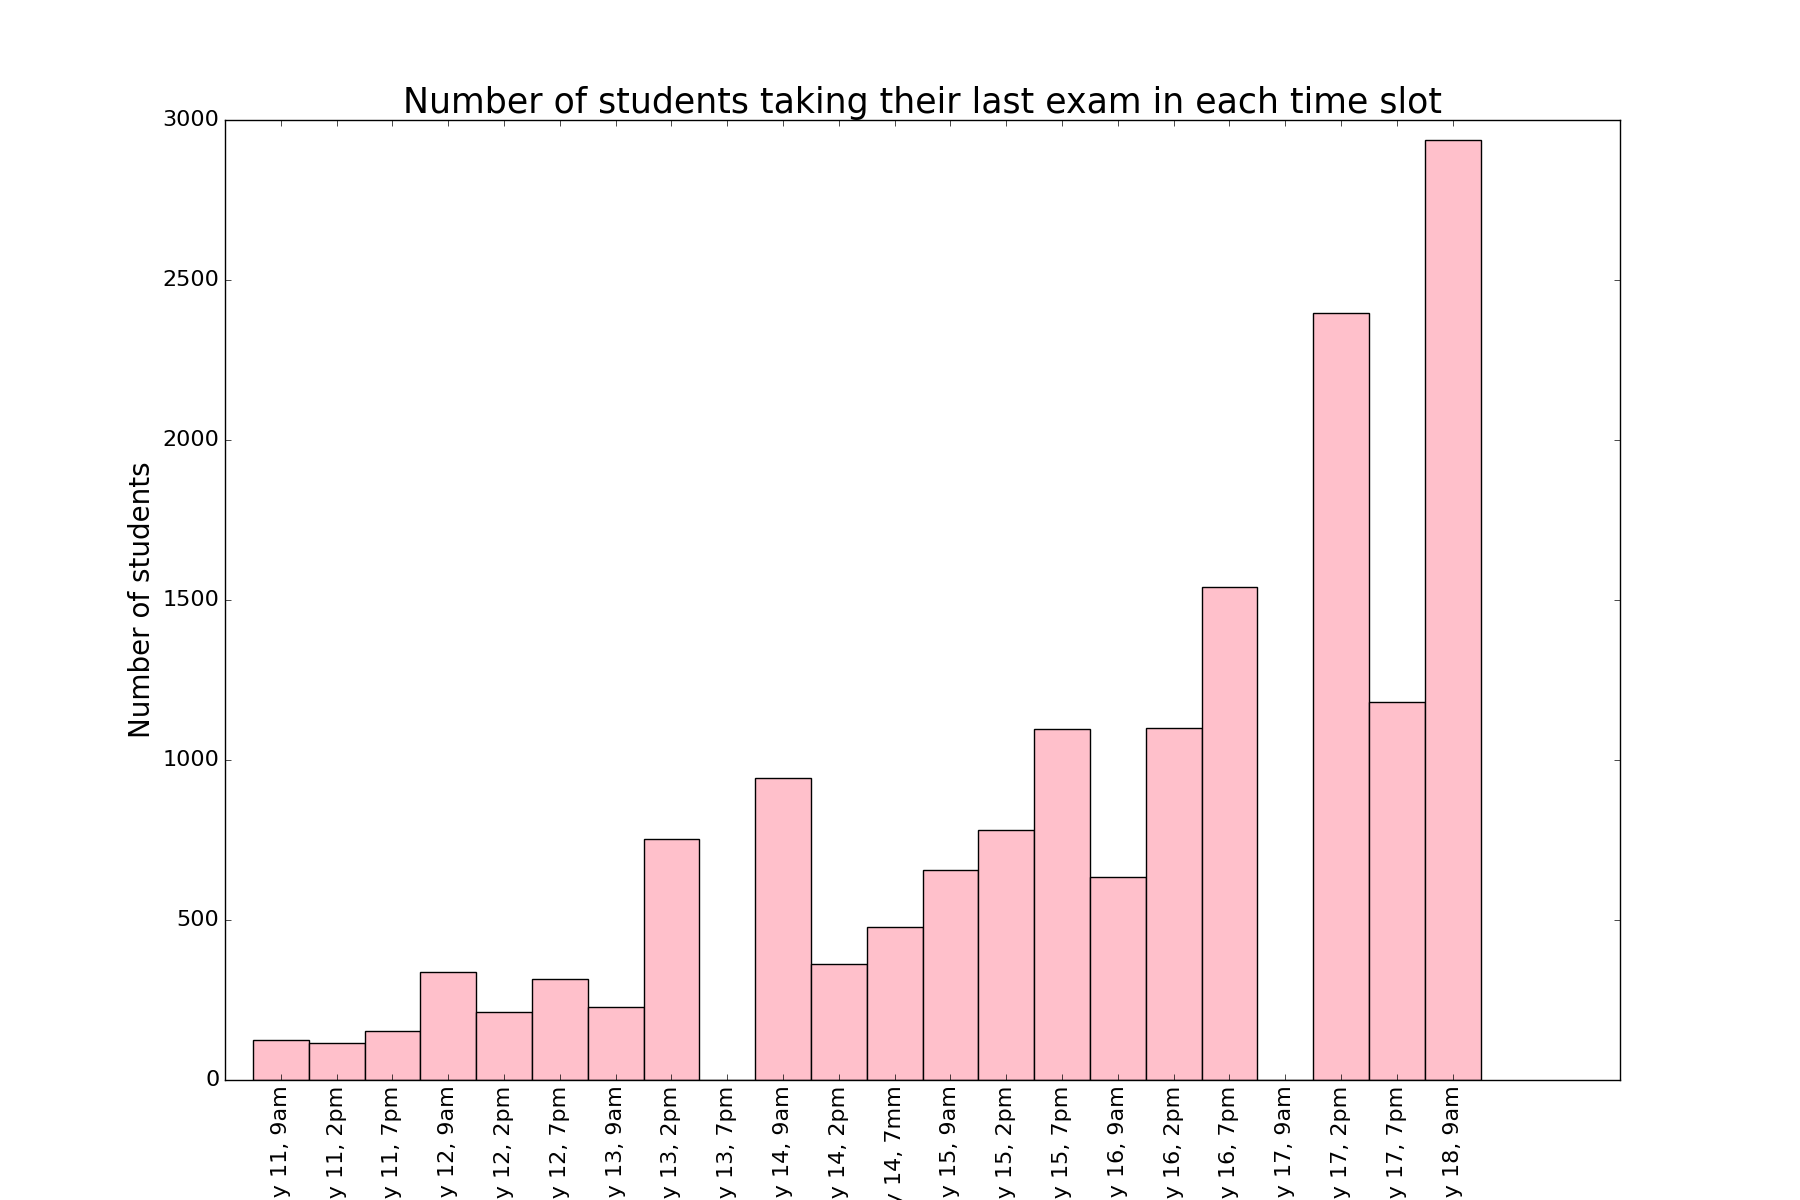 Number of students taking their last exam in each time slot
Number of students
3000
2500
2000
1500
1000
500
0
y 11, 9am
y 11, 2pm
y 11, 7pm
y 12, 9am
y 12, 2pm
y 12, 7pm
y 13, 9am
y 13, 2pm
y 13, 7pm
y 14, 9am
y 14, 2pm
y 14, 7mm
y 15, 9am
y 15, 2pm
y 15, 7pm
y 16, 9am
y 16, 2pm
y 16, 7pm
y 17, 9am
y 17, 2pm
y 17, 7pm
y 18, 9am